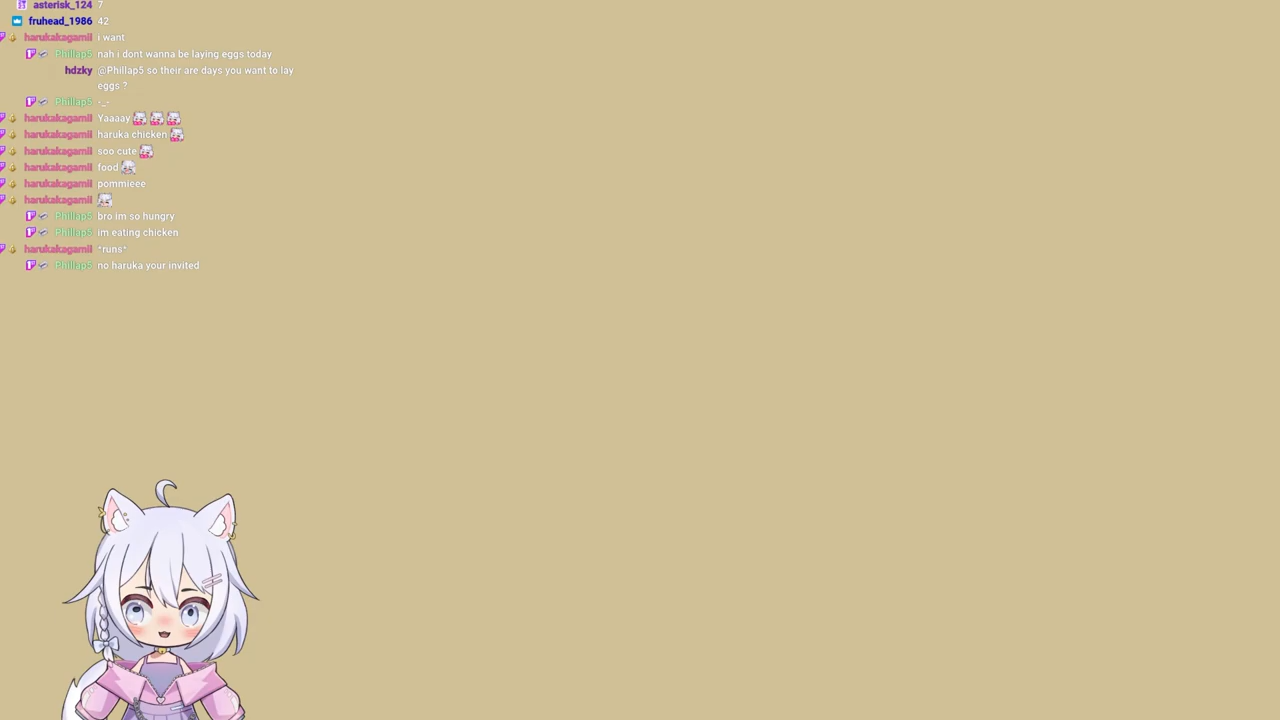 asterisk_124 7
fruhead_1986 42
harukakagamii i want
Phillap5 nah i dont wanna be laying eggs today
hdzky @Phillap5 so their are days you want to lay
eggs ?
Phillap5 -_-
harukakagamii Yaaaay
harukakagamii haruka chicken
harukakagamii soo cute
harukakagamii food
harukakagamii pommieee
harukakagamii
Phillap5 bro im so hungry
Phillap5 im eating chicken
harukakagamii *runs*
Phillap5 no haruka your invited